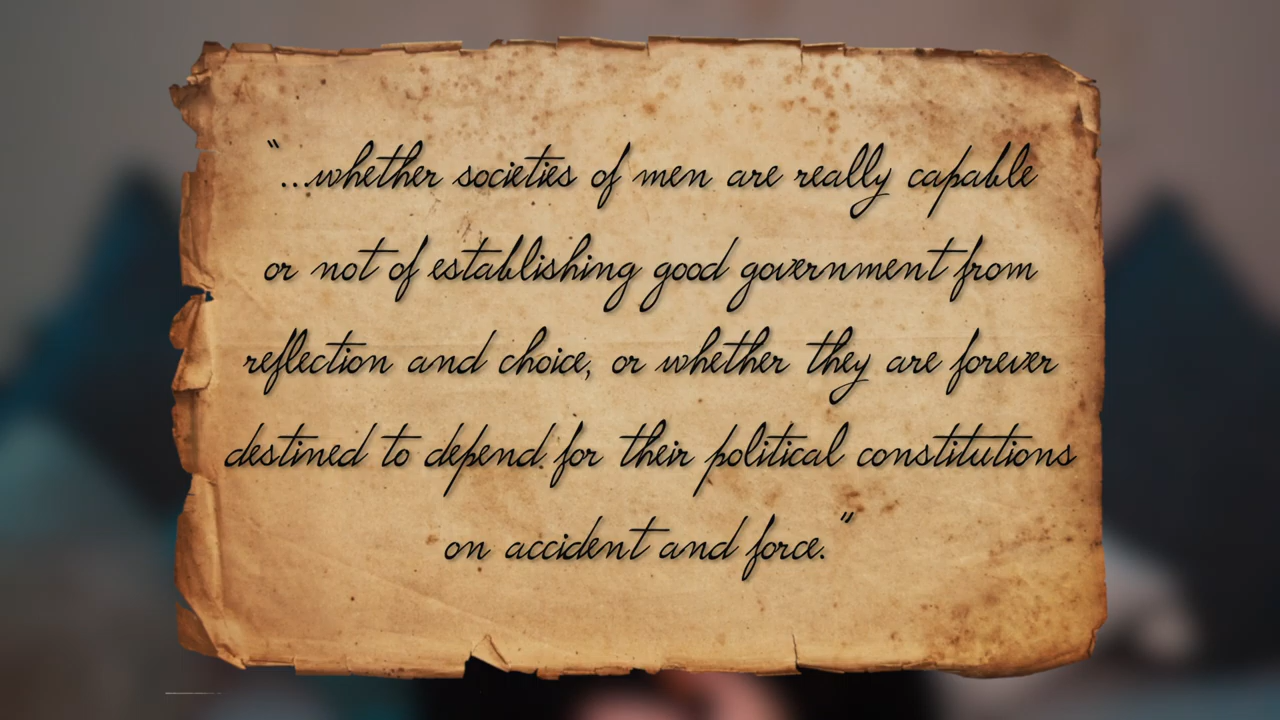 "...whether societies of men are really capable
or not of establishing good government from
reflection and choice, or whether they are forever
destined to depend for their political constitutions
on accident and force."